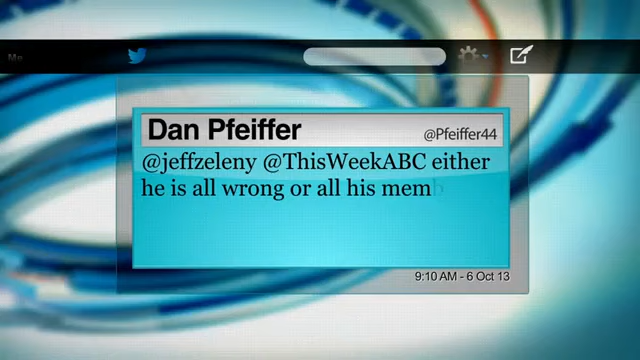 Me
Dan Pfeiffer
@Pfeiffer44
@jeffzeleny @ThisWeekABC either
he is all wrong or all his memb
9:10 AM - 6 Oct 13